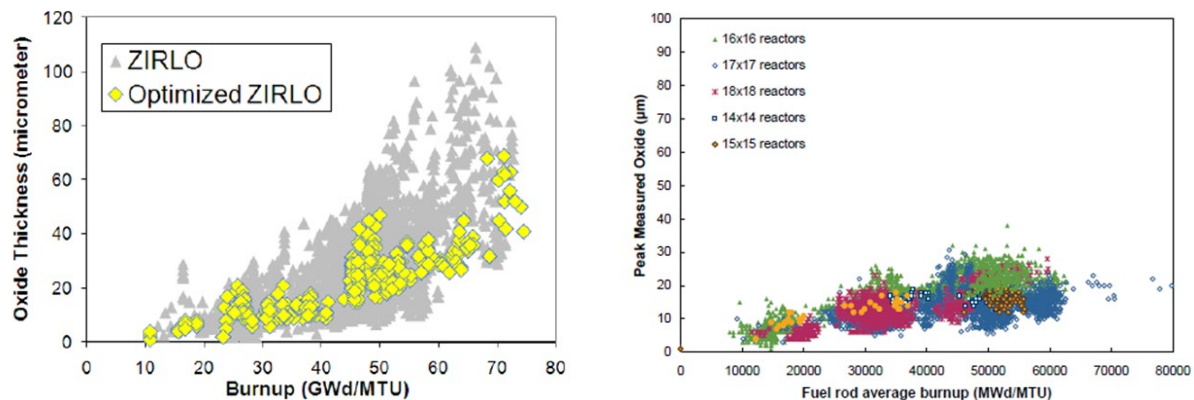 120
100
80
60
40
20
0
Oxide Thickness (micrometer)
ZIRLO
Optimized ZIRLO
0 10 20 30 40 50 60 70 80
Burnup (GWd/MTU)
100
90
80
70
60
50
40
30
20
10
0
Peak Measured Oxide (µm)
16x16 reactors
17x17 reactors
18x18 reactors
14x14 reactors
15x15 reactors
0 10000 20000 30000 40000 50000 60000 70000 80000
Fuel rod average burnup (MWd/MTU)